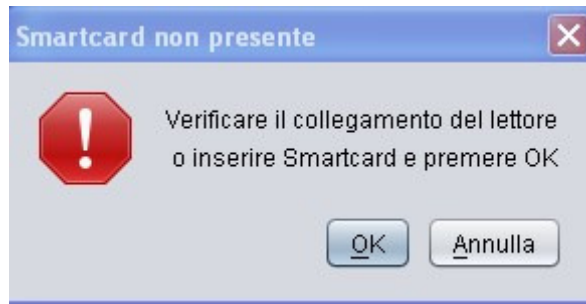 Smartcard non presente
Verificare il collegamento del lettore
o inserire Smartcard e premere OK
OK
Annulla